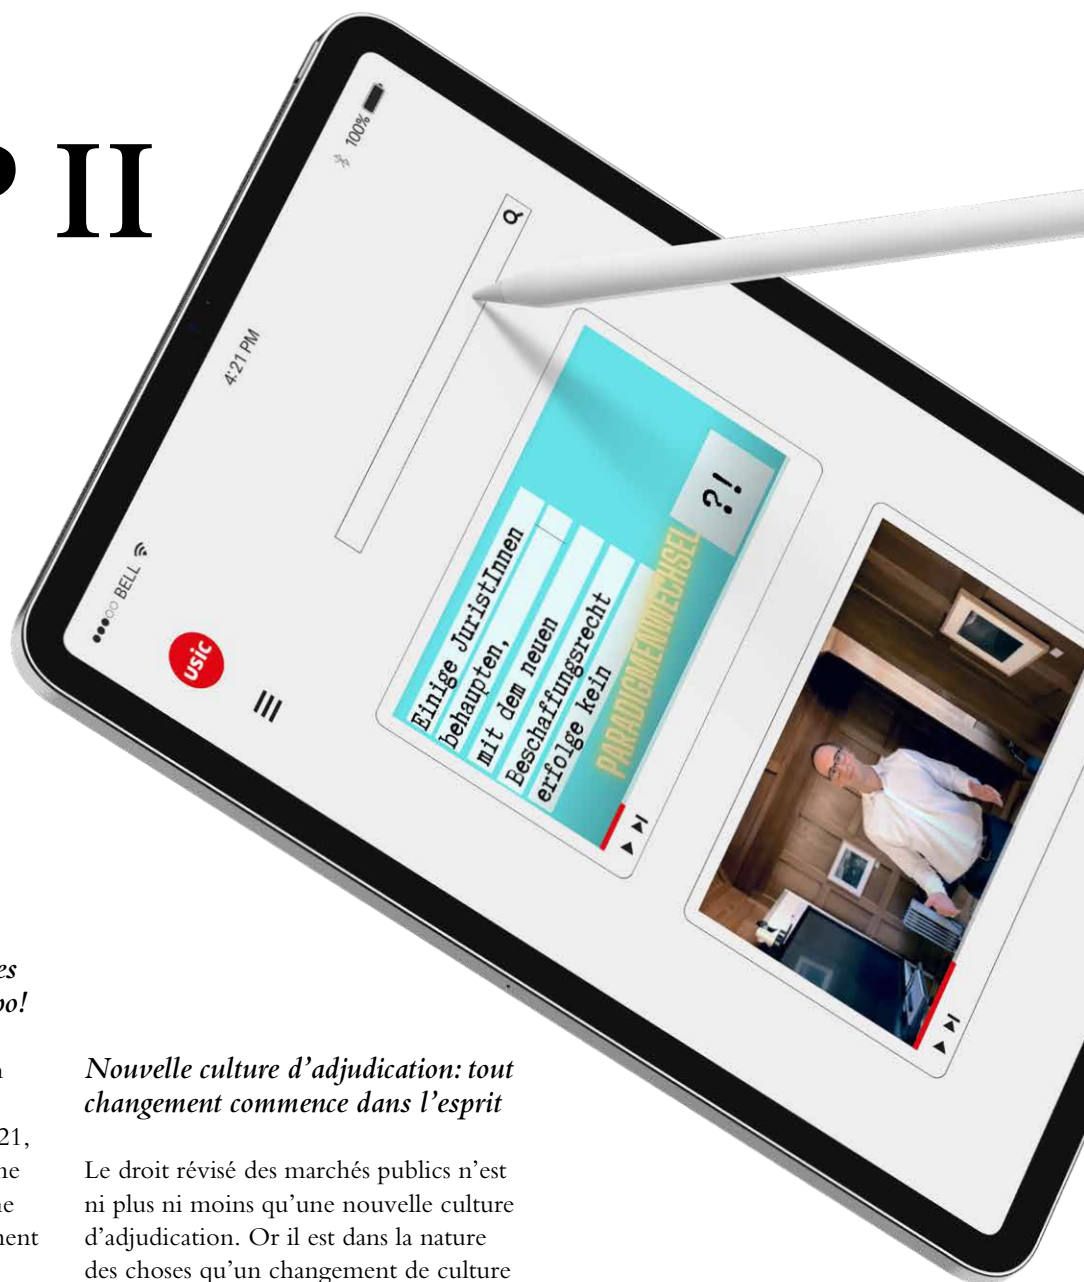 II
100%
4:21 PM
BELL
usic
Einige JuristInnen
behaupten,
mit dem neuen
Beschaffungsrecht
erfolge kein
PARADIGMENWECHSEL
?!
Nouvelle culture d’adjudication: tout
changement commence dans l’esprit
21,
Le droit révisé des marchés publics n’est
ni plus ni moins qu’une nouvelle culture
d’adjudication. Or il est dans la nature
des choses qu’un changement de culture